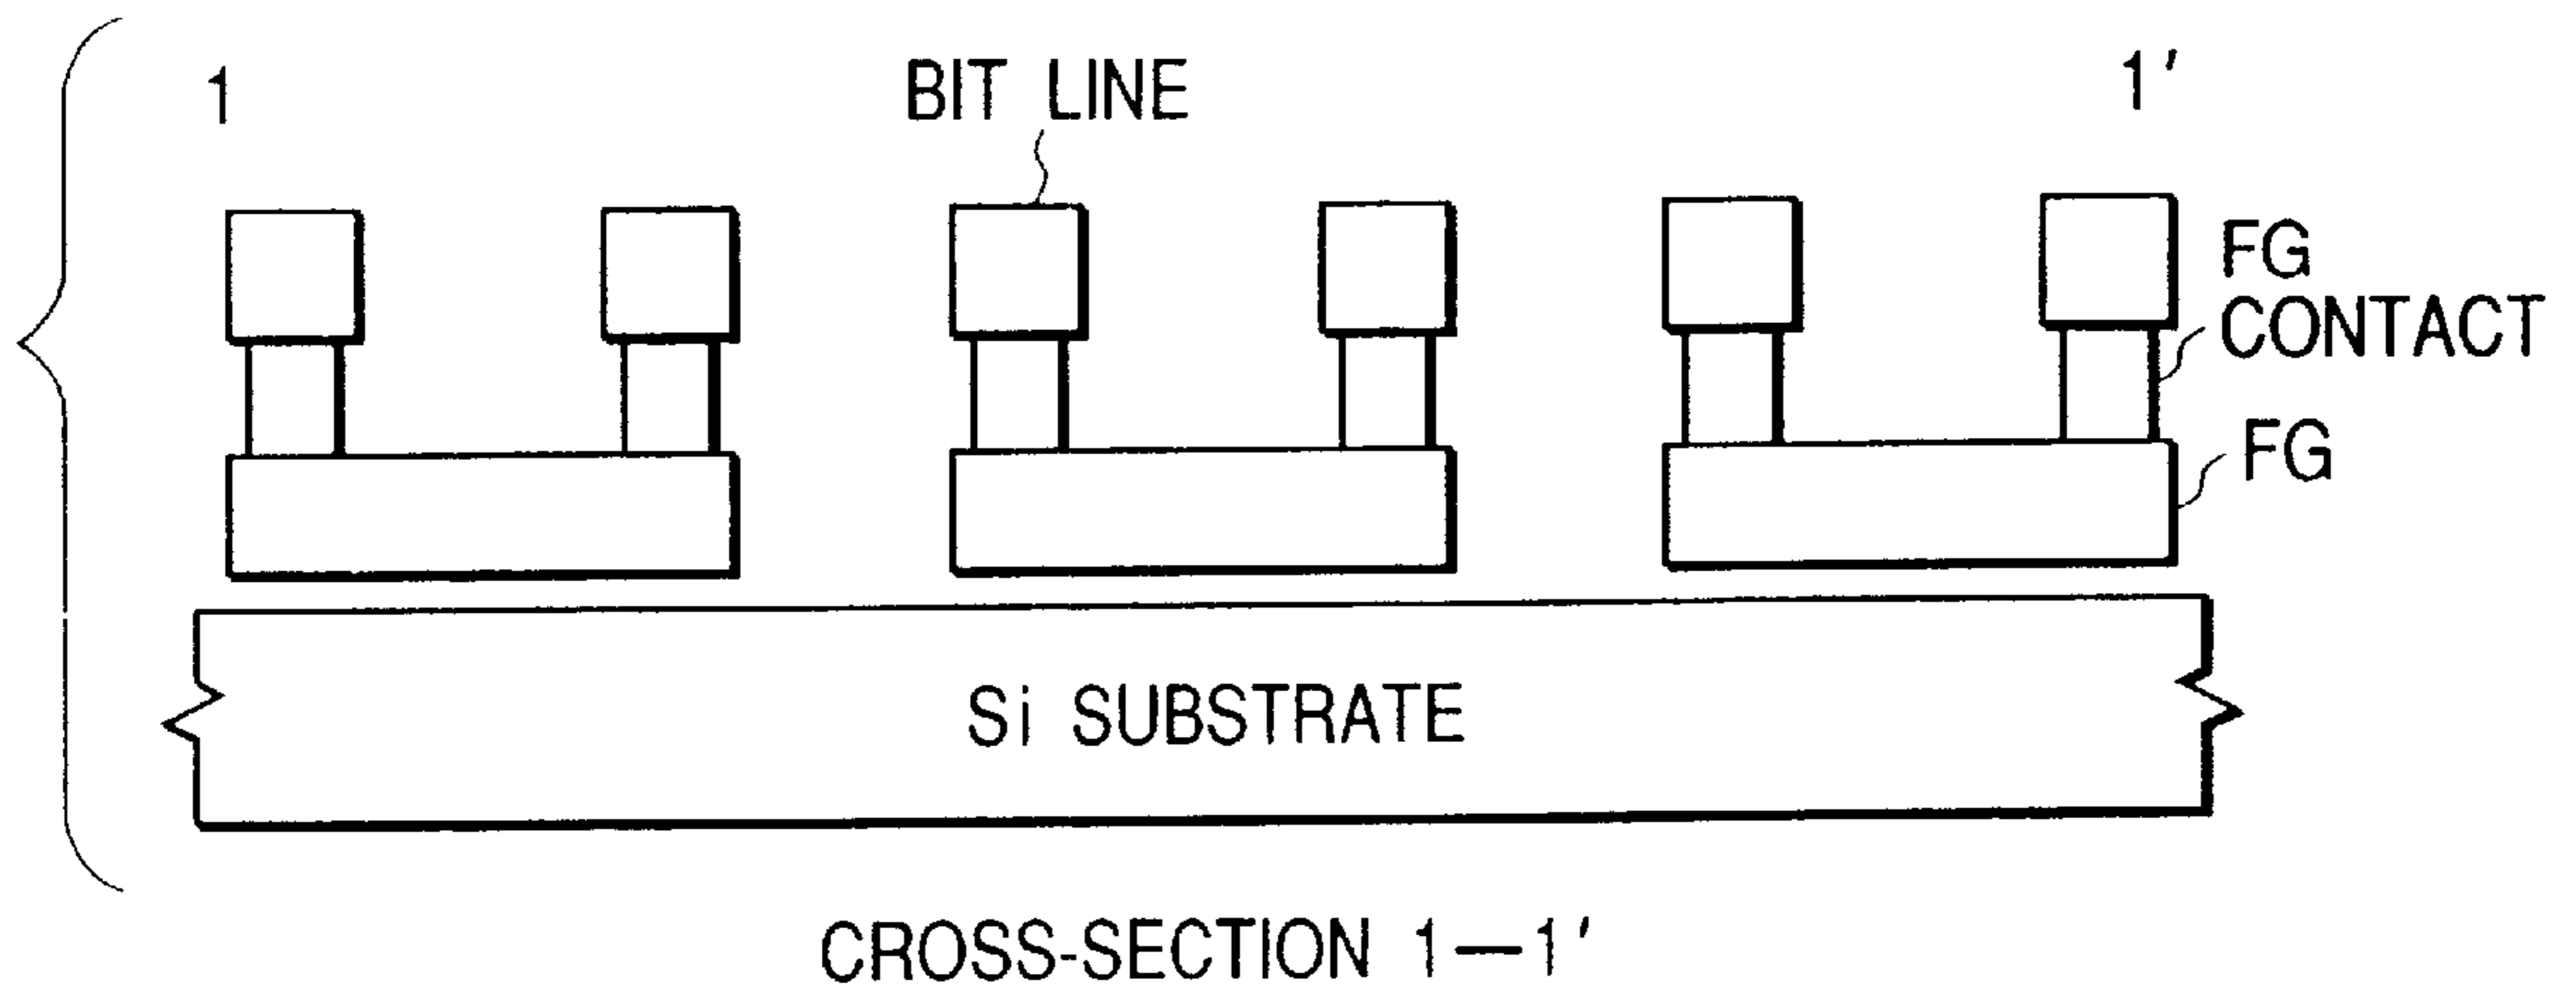 1
BIT LINE
1'
FG
CONTACT
FG
Si SUBSTRATE
CROSS-SECTION 1—1'